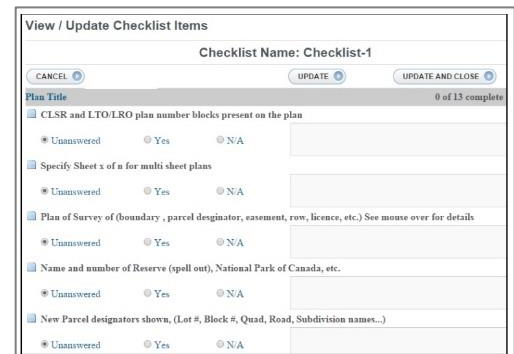 View / Update Checklist Items
Checklist Name: Checklist-1
CANCEL UPDATE UPDATE AND CLOSE
Plan Title 0 of 13 complete
CLSR and LTO/LRO plan number blocks present on the plan
Unanswered Yes N/A
Specify Sheet x of n for multi sheet plans
Unanswered Yes N/A
Plan of Survey of (boundary , parcel desginator, easement, row, licence, etc.) See mouse over for details
Unanswered Yes N/A
Name and number of Reserve (spell out), National Park of Canada, etc.
Unanswered Yes N/A
New Parcel designators shown, (Lot #, Block #, Quad, Road, Subdivision names...)
Unanswered Yes N/A